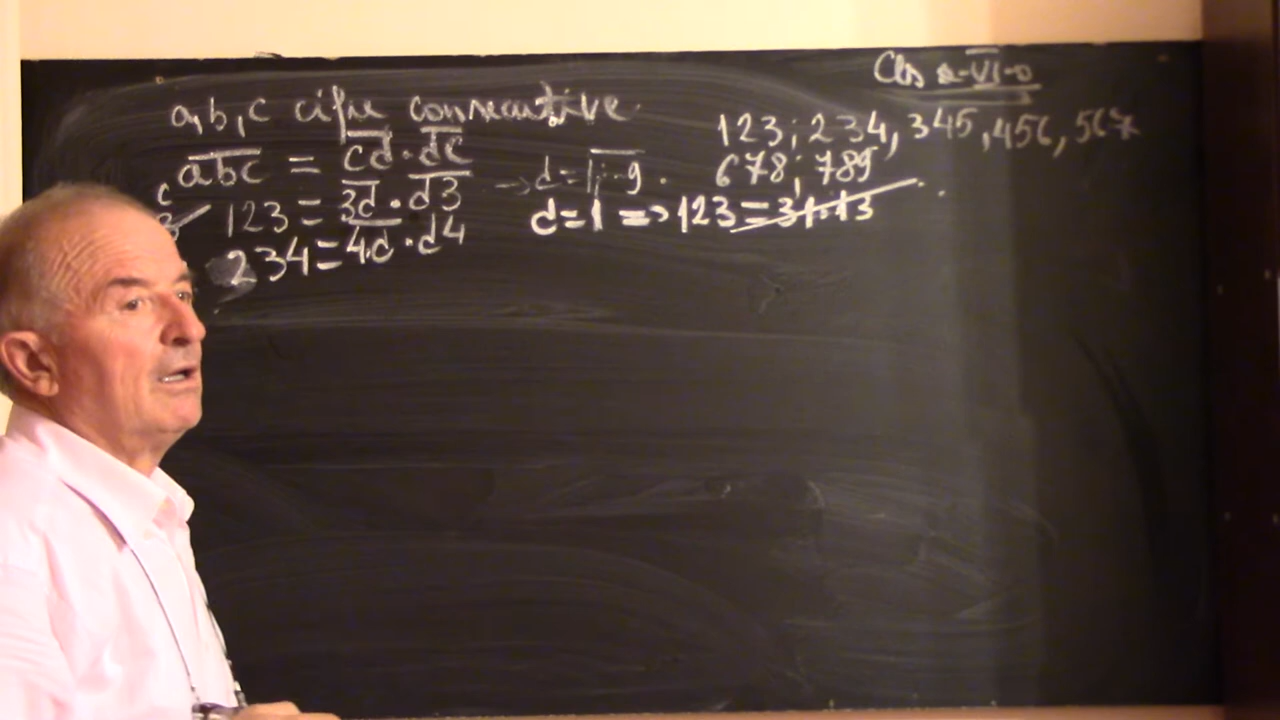 Cls a-VI-a
a,b,c cifre consecutive.
123; 234, 345, 456, 567
abc = cd · dc
→ d = 1; 9.
678; 789
c
123 = 3d · d3
d = 1 => 123 = 31·13
234 = 4d · d4